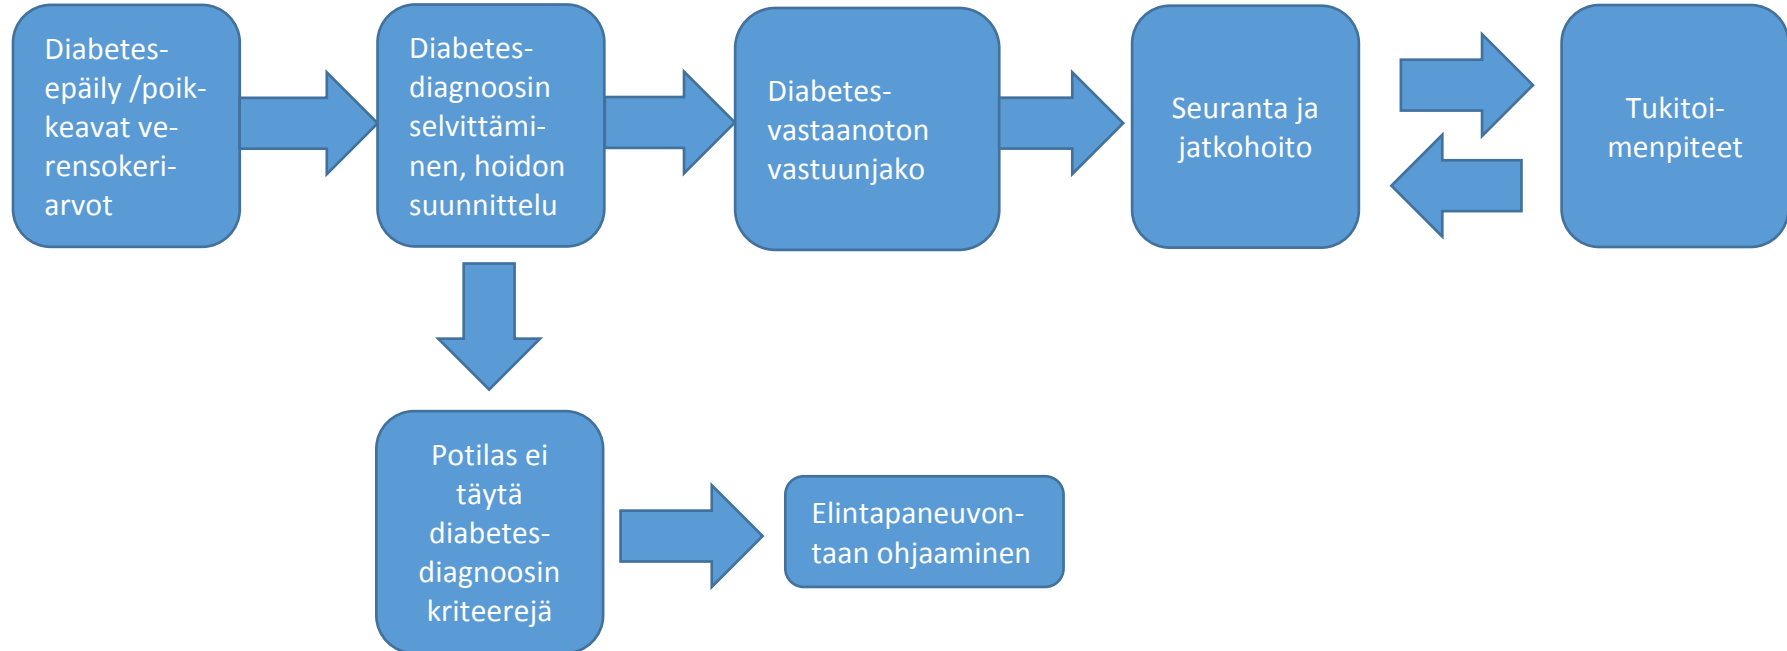 Diabetes-
epäily /poik-
keavat ve-
rensokeri-
arvot
Diabetes-
diagnoosin
selvittämi-
nen, hoidon
suunnittelu
Diabetes-
vastaanoton
vastuunjako
Seuranta ja
jatkohoito
Tukitoi-
menpiteet
Potilas ei
täytä
diabetes-
diagnoosin
kriteerejä
Elintapaneuvon-
taan ohjaaminen